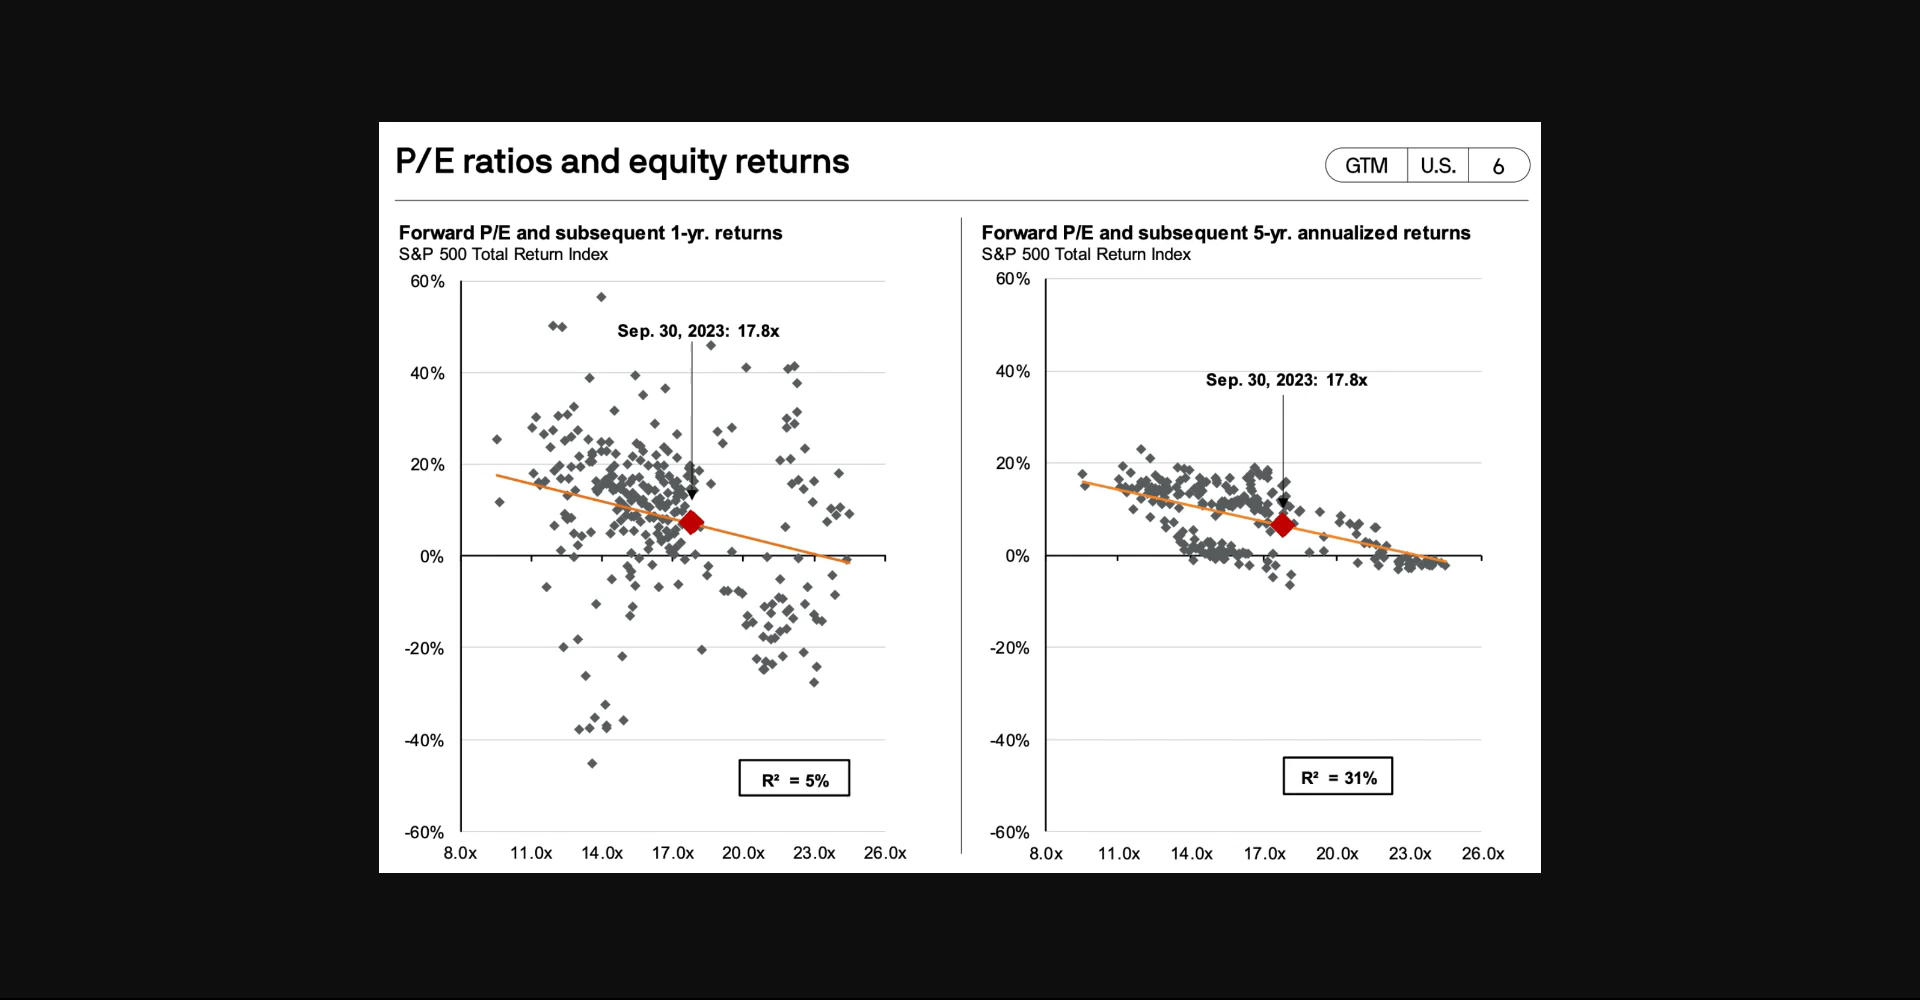 P/E ratios and equity returns
GTM U.S. 6
Forward P/E and subsequent 1-yr. returns
S&P 500 Total Return Index
60%
40%
20%
0%
-20%
-40%
-60%
Sep. 30, 2023: 17.8x
R² = 5%
8.0x 11.0x 14.0x 17.0x 20.0x 23.0x 26.0x
Forward P/E and subsequent 5-yr. annualized returns
S&P 500 Total Return Index
60%
40%
20%
0%
-20%
-40%
-60%
Sep. 30, 2023: 17.8x
R² = 31%
8.0x 11.0x 14.0x 17.0x 20.0x 23.0x 26.0x